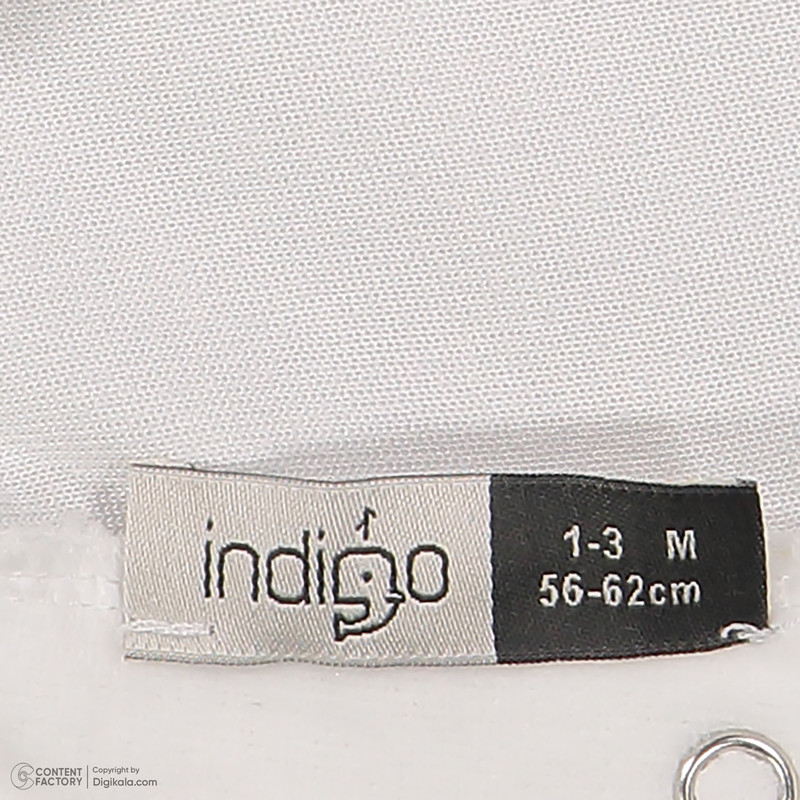 indigo
1-3 M
56-62cm
CONTENT FACTORY
Copyright by
Digikala.com